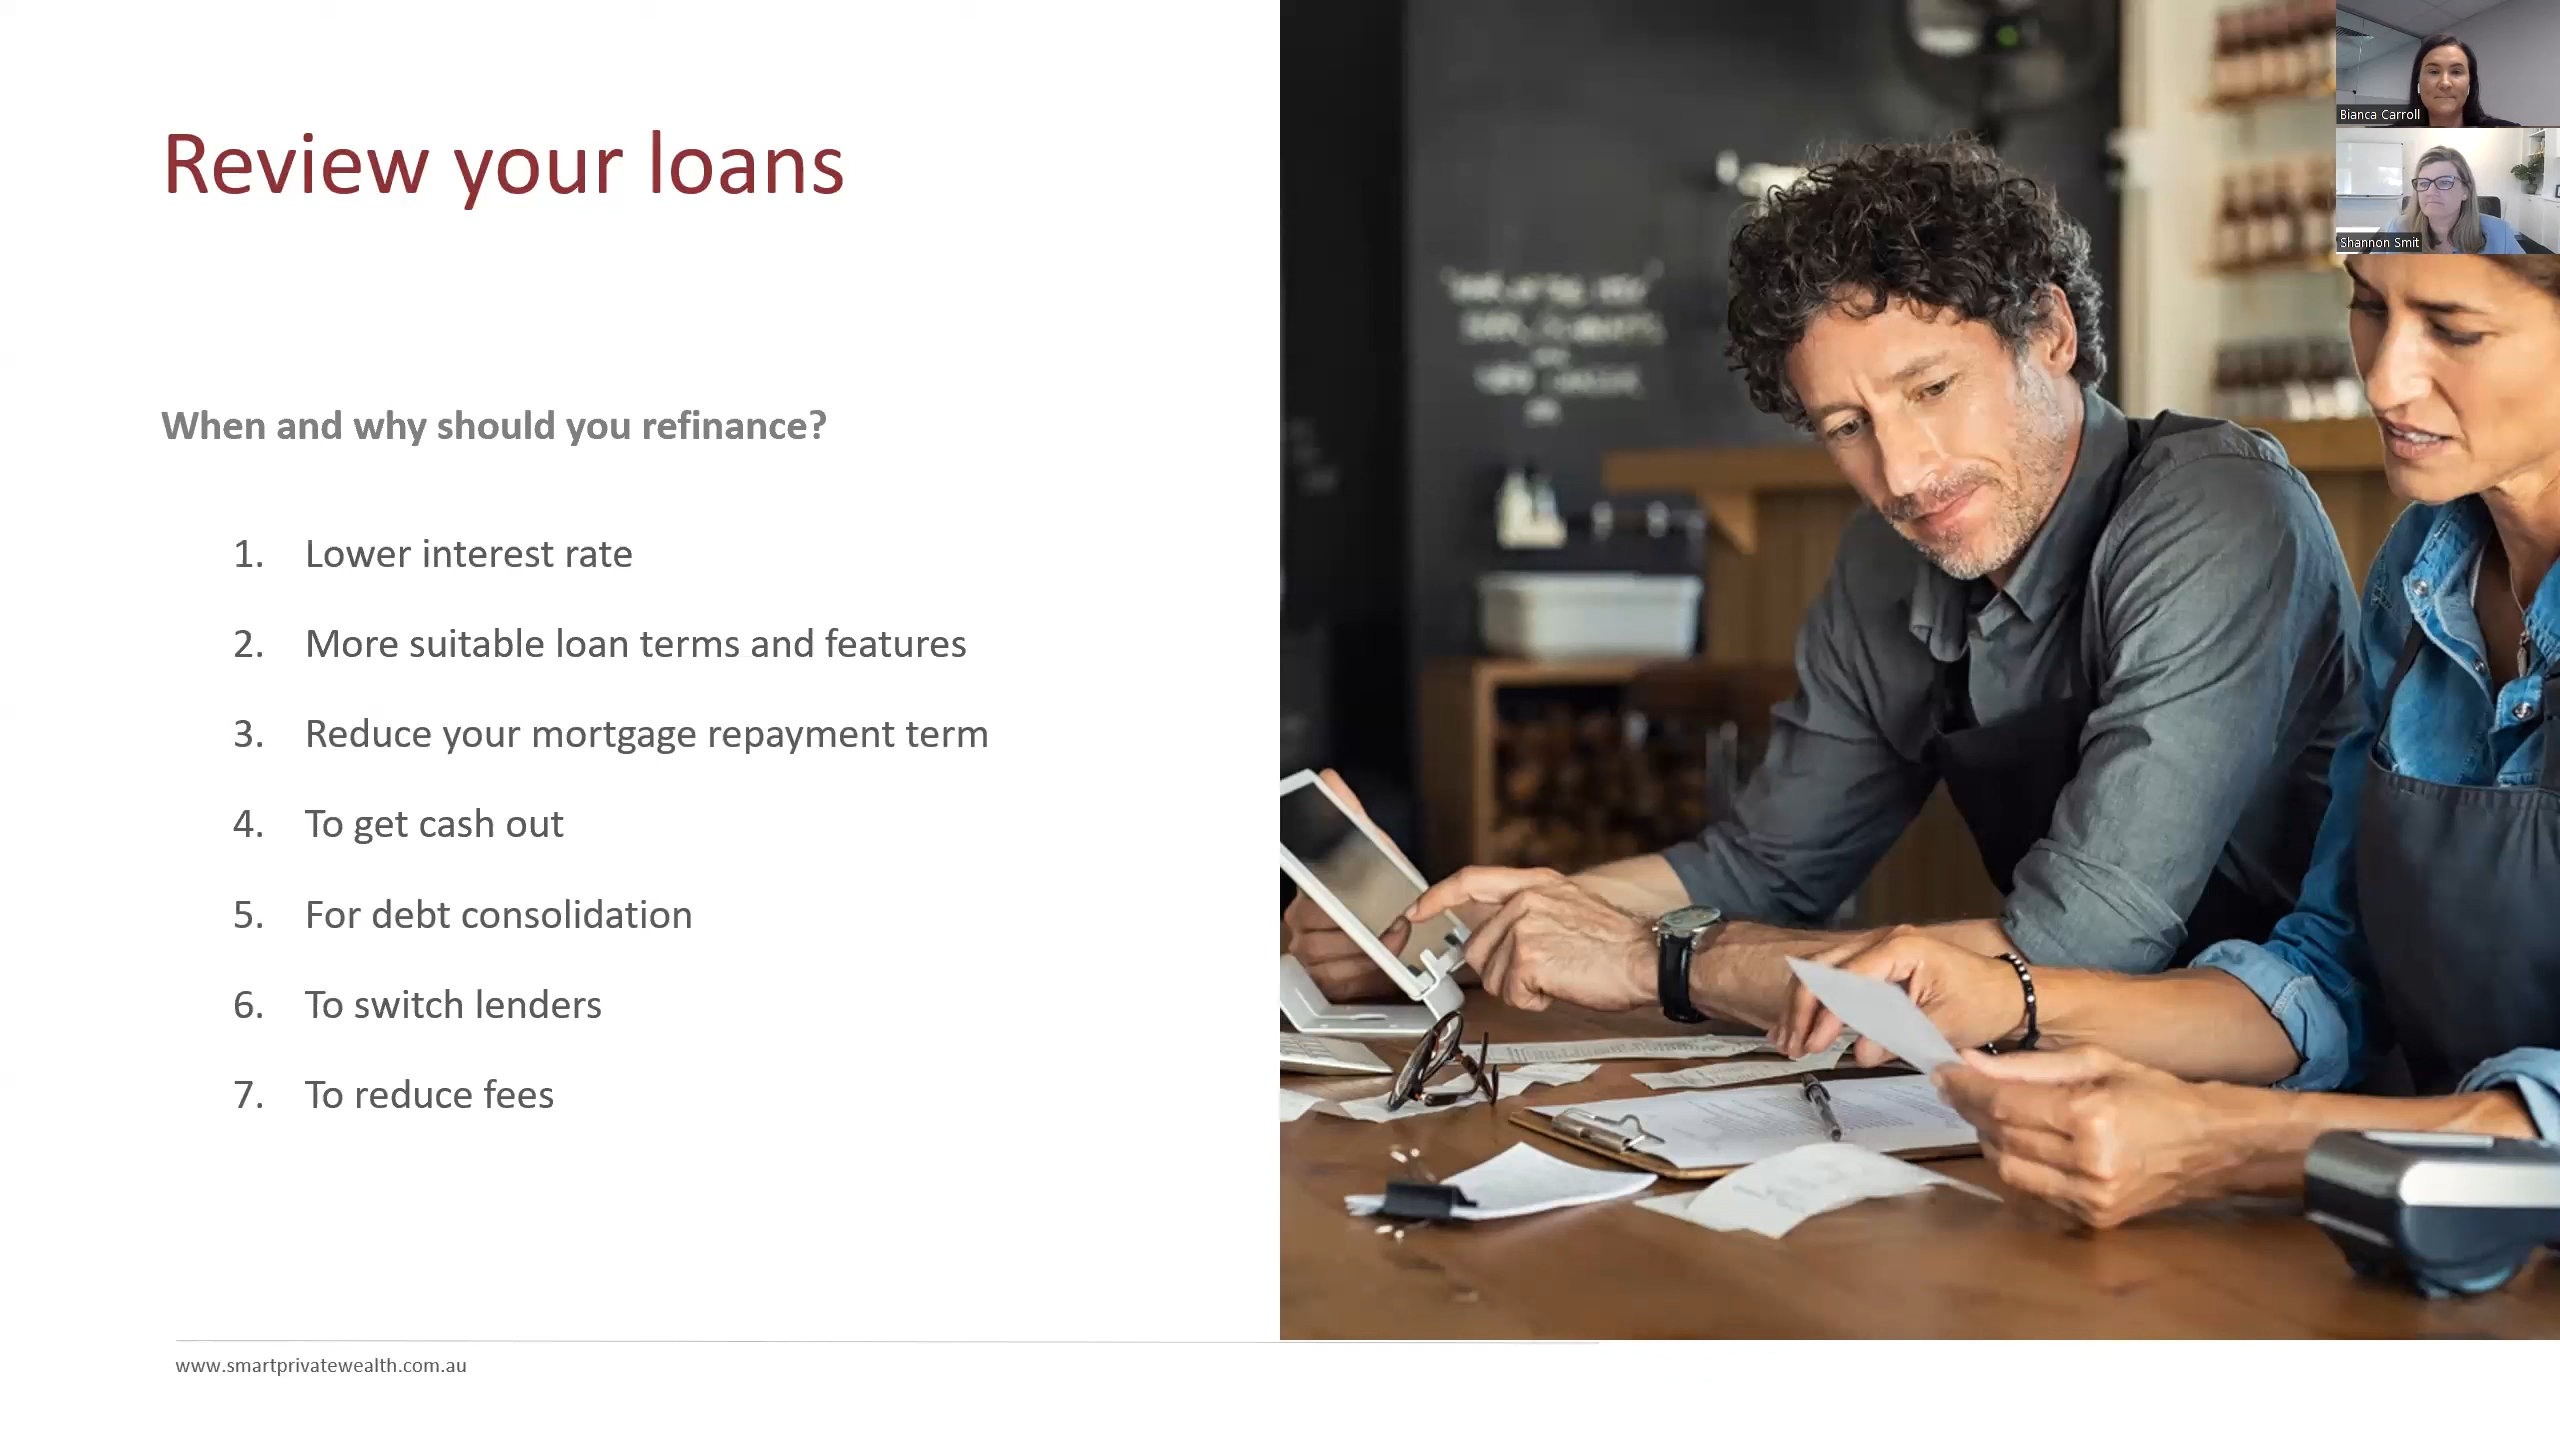 Review your loans
When and why should you refinance?
1. Lower interest rate
2. More suitable loan terms and features
3. Reduce your mortgage repayment term
4. To get cash out
5. For debt consolidation
6. To switch lenders
7. To reduce fees
www.smartprivatewealth.com.au
Bianca Carroll
Shannon Smit